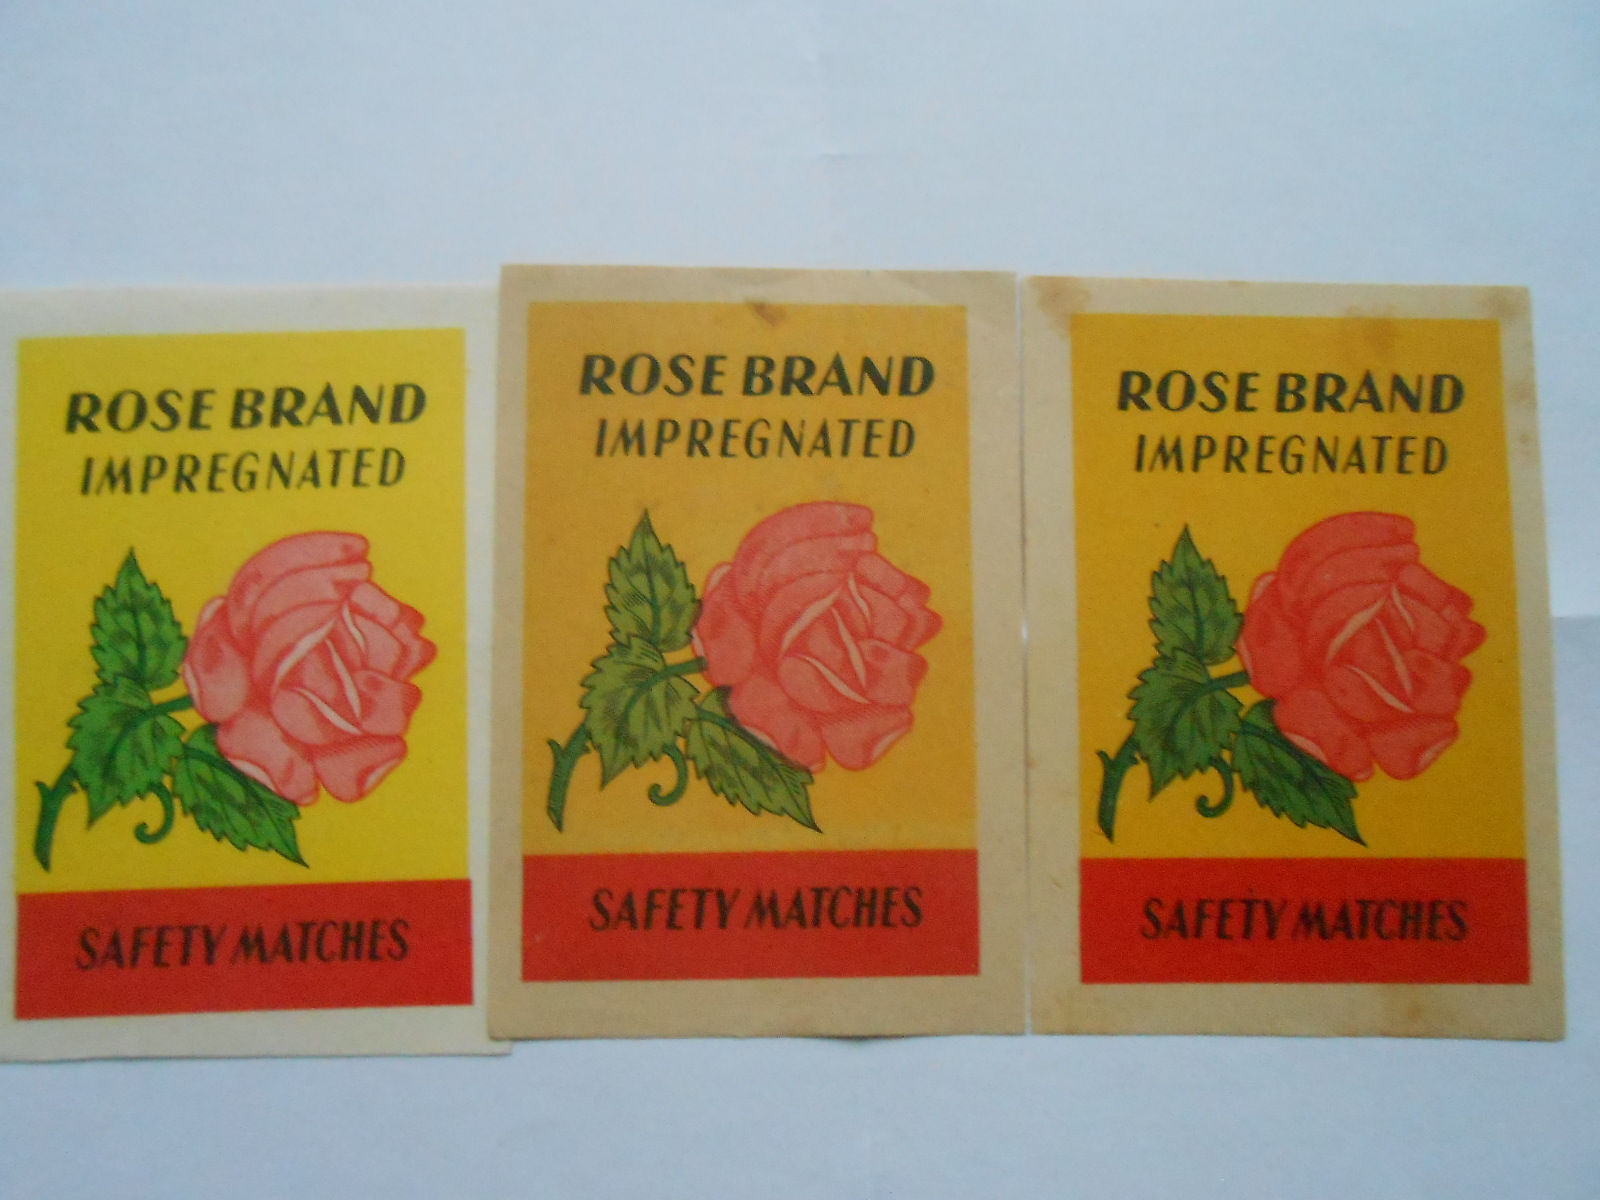 ROSE BRAND
IMPREGNATED
SAFETY MATCHES
ROSE BRAND
IMPREGNATED
SAFETY MATCHES
ROSE BRAND
IMPREGNATED
SAFETY MATCHES